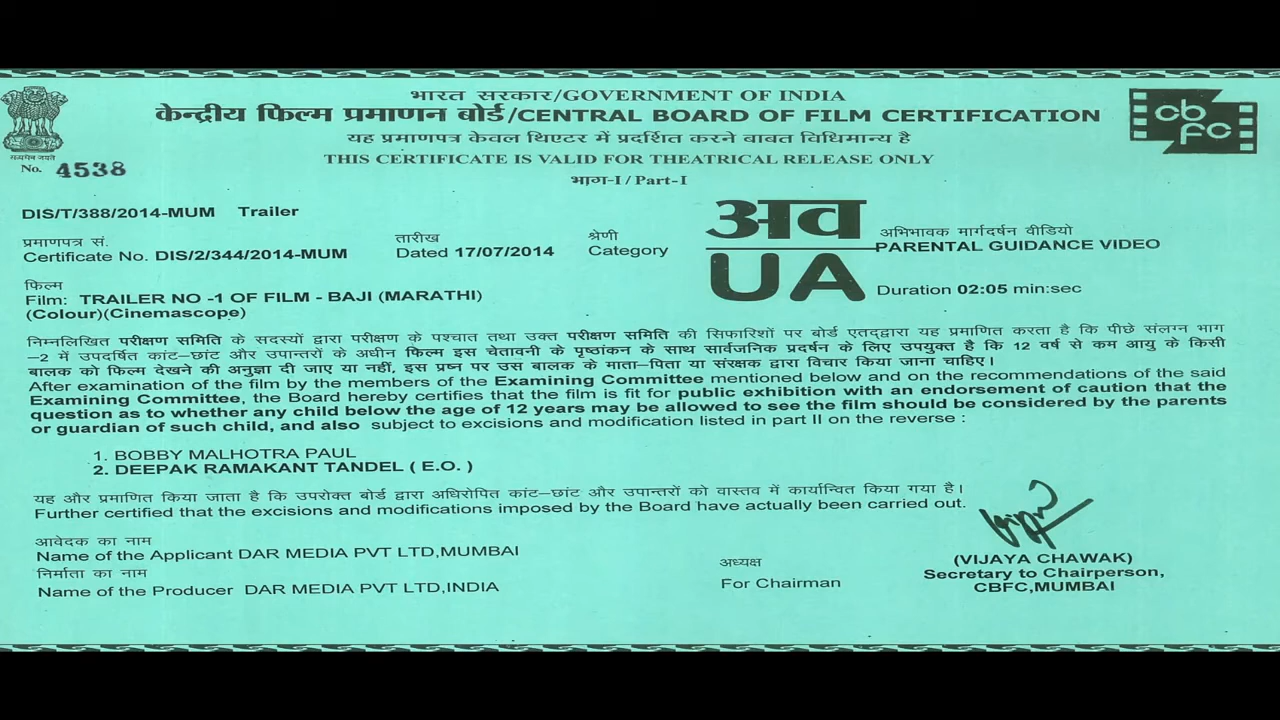 भारत सरकार/GOVERNMENT OF INDIA
केन्द्रीय फिल्म प्रमाणन बोर्ड/CENTRAL BOARD OF FILM CERTIFICATION
cb
fc
यह प्रमाणपत्र केवल थिएटर में प्रदर्शित करने बाबत विधिमान्य है
सत्यमेव जयते
THIS CERTIFICATE IS VALID FOR THEATRICAL RELEASE ONLY
No. 4538
भाग-I / Part-I
DIS/T/388/2014-MUM Trailer
प्रमाणपत्र सं. तारीख श्रेणी अव अभिभावक मार्गदर्शन वीडियो
Certificate No. DIS/2/344/2014-MUM Dated 17/07/2014 Category UA PARENTAL GUIDANCE VIDEO
फिल्म
Duration 02:05 min:sec
Film: TRAILER NO -1 OF FILM - BAJI (MARATHI)
(Colour)(Cinemascope)
निम्नलिखित परीक्षण समिति के सदस्यों द्वारा परीक्षण के पश्चात तथा उक्त परीक्षण समिति की सिफारिशों पर बोर्ड एतद्द्वारा यह प्रमाणित करता है कि पीछे संलग्न भाग
–2 में उपदर्षित कांट–छांट और उपान्तरों के अधीन फिल्म इस चेतावनी के पृष्ठांकन के साथ सार्वजनिक प्रदर्शन के लिए उपयुक्त है कि 12 वर्ष से कम आयु के किसी
बालक को फिल्म देखने की अनुज्ञा दी जाए या नहीं, इस प्रश्न पर उस बालक के माता–पिता या संरक्षक द्वारा विचार किया जाना चाहिए।
After examination of the film by the members of the Examining Committee mentioned below and on the recommendations of the said
Examining Committee, the Board hereby certifies that the film is fit for public exhibition with an endorsement of caution that the
question as to whether any child below the age of 12 years may be allowed to see the film should be considered by the parents
or guardian of such child, and also subject to excisions and modification listed in part II on the reverse :
1. BOBBY MALHOTRA PAUL
2. DEEPAK RAMAKANT TANDEL ( E.O. )
यह और प्रमाणित किया जाता है कि उपरोक्त बोर्ड द्वारा अधिरोपित कांट–छांट और उपान्तरों को वास्तव में कार्यान्वित किया गया है।
Further certified that the excisions and modifications imposed by the Board have actually been carried out.
आवेदक का नाम
Name of the Applicant DAR MEDIA PVT LTD,MUMBAI
निर्माता का नाम
Name of the Producer DAR MEDIA PVT LTD,INDIA
अध्यक्ष
For Chairman
(VIJAYA CHAWAK)
Secretary to Chairperson,
CBFC,MUMBAI